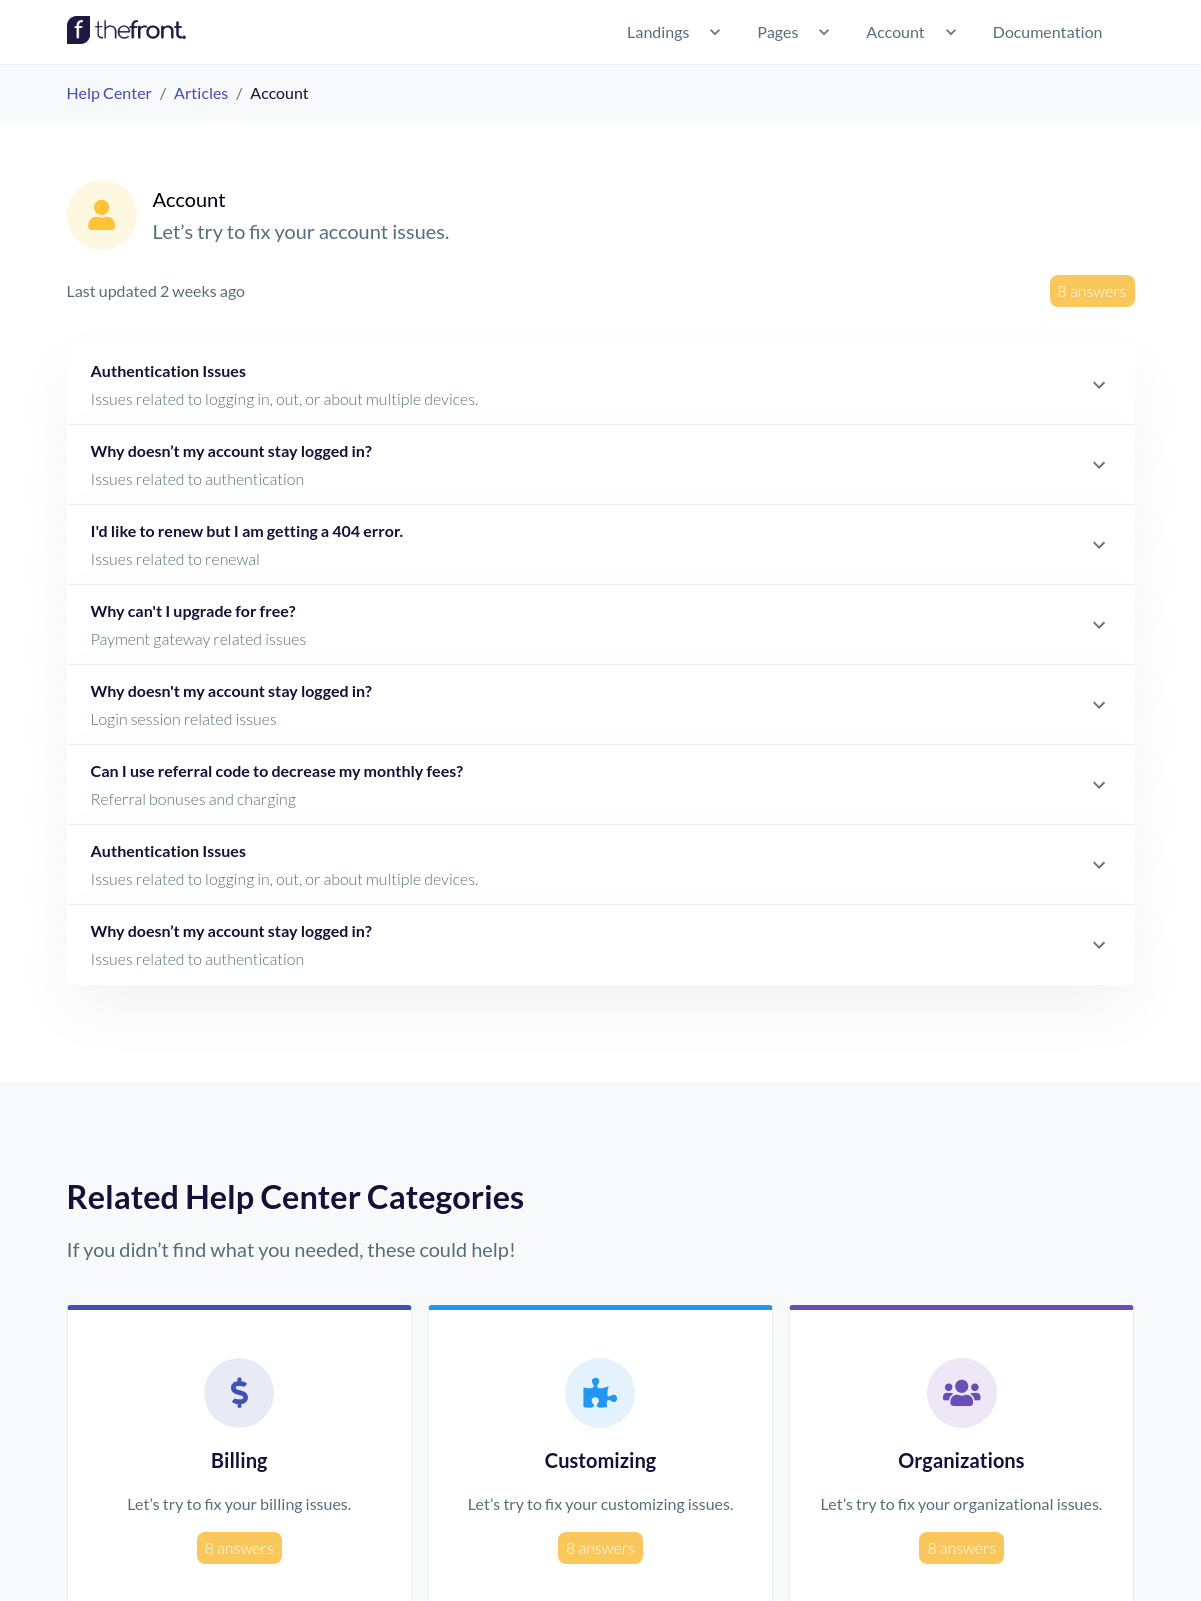 thefront.
Landings Pages Account Documentation
Help Center / Articles / Account
Account
Let’s try to fix your account issues.
Last updated 2 weeks ago
8 answers
Authentication Issues
Issues related to logging in, out, or about multiple devices.
Why doesn’t my account stay logged in?
Issues related to authentication
I'd like to renew but I am getting a 404 error.
Issues related to renewal
Why can't I upgrade for free?
Payment gateway related issues
Why doesn't my account stay logged in?
Login session related issues
Can I use referral code to decrease my monthly fees?
Referral bonuses and charging
Authentication Issues
Issues related to logging in, out, or about multiple devices.
Why doesn’t my account stay logged in?
Issues related to authentication
Related Help Center Categories
If you didn’t find what you needed, these could help!
Billing
Let’s try to fix your billing issues.
8 answers
Customizing
Let’s try to fix your customizing issues.
8 answers
Organizations
Let’s try to fix your organizational issues.
8 answers